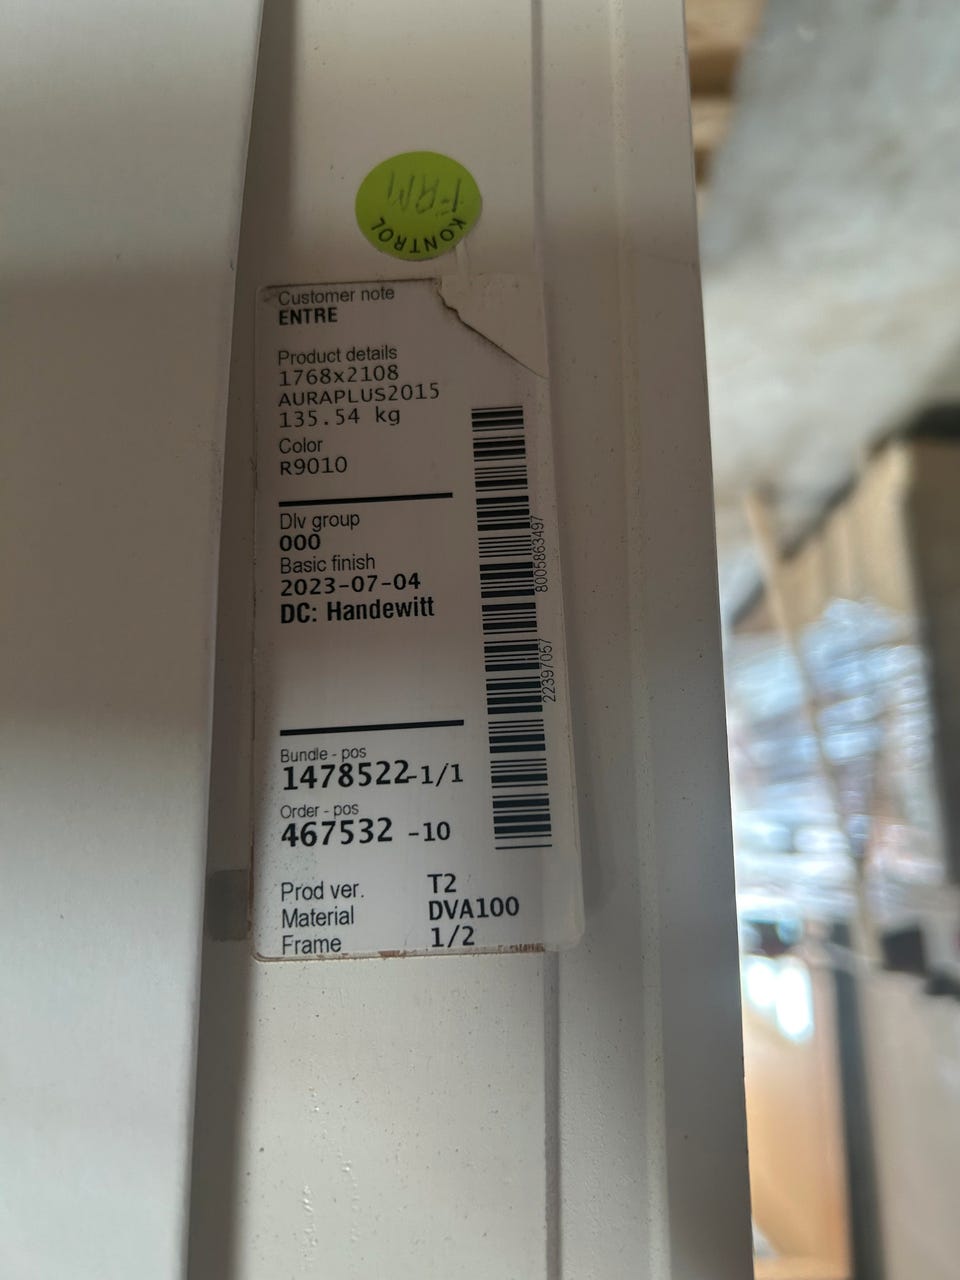 FRM
KONTROL
Customer note
ENTRE
Product details
1768x2108
AURAPLUS2015
135.54 kg
Color
R9010
Dlv group
000
Basic finish
2023-07-04
DC: Handewitt
8005863497
22397057
Bundle - pos
1478522-1/1
Order - pos
467532 -10
Prod ver. T2
Material DVA100
Frame 1/2